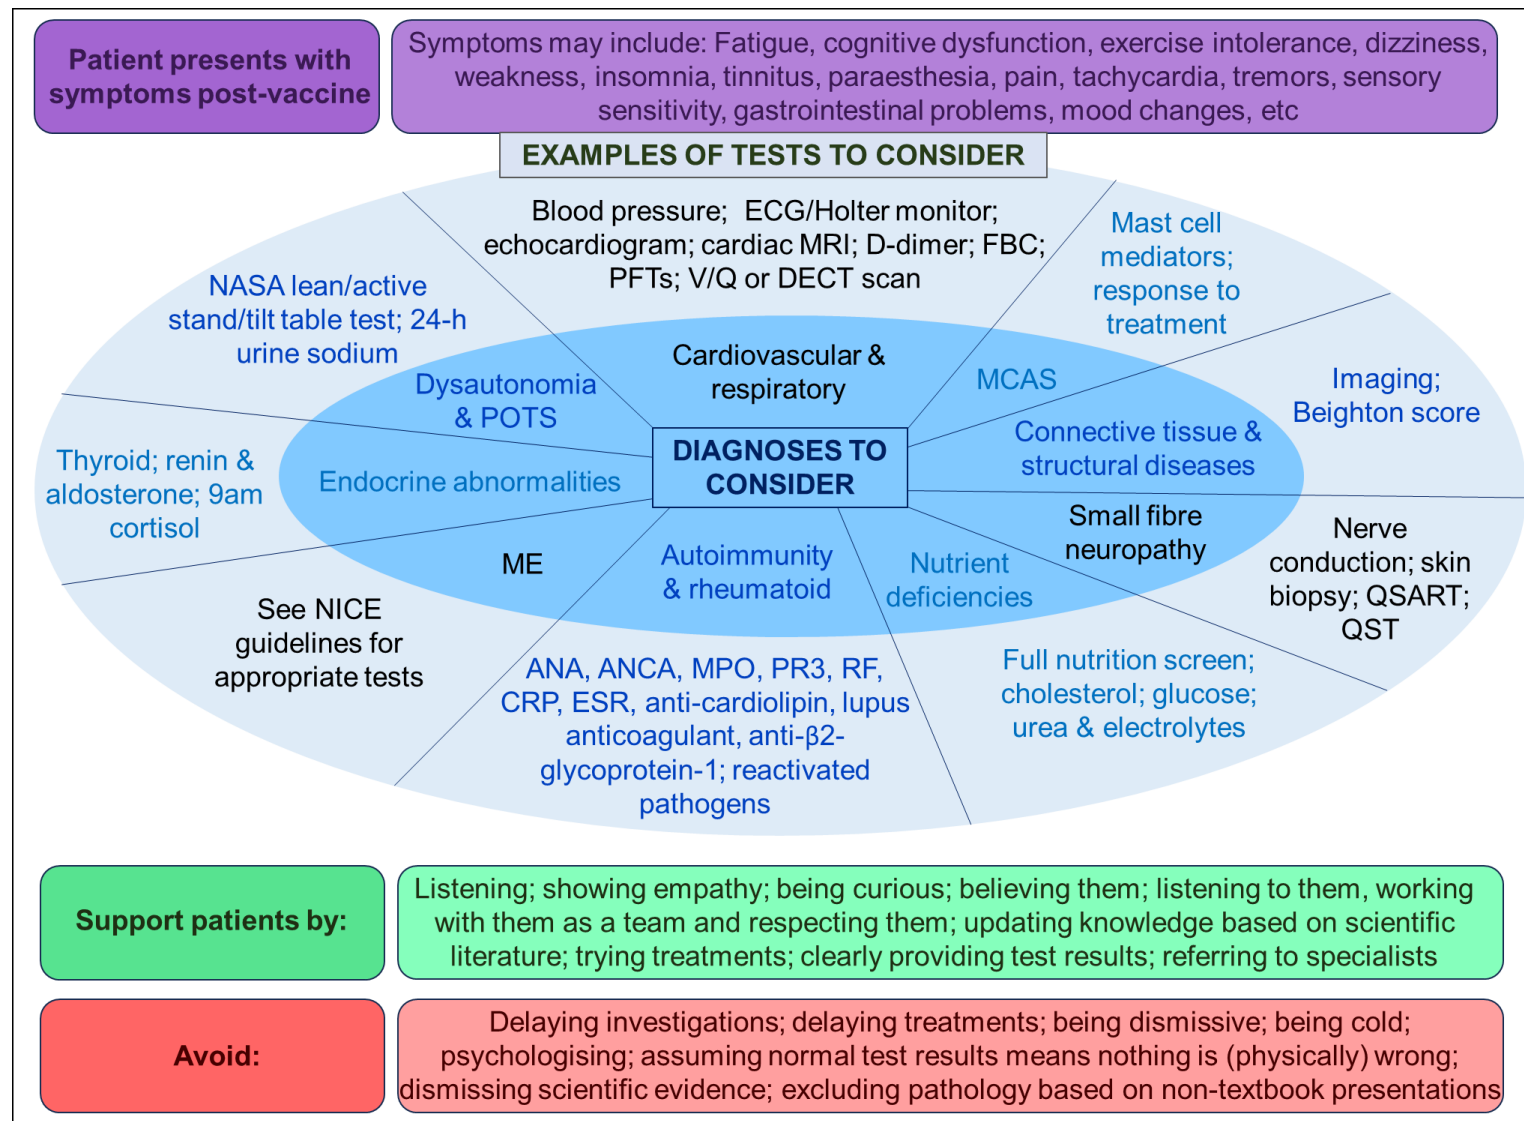 Patient presents with
symptoms post-vaccine
Symptoms may include: Fatigue, cognitive dysfunction, exercise intolerance, dizziness,
weakness, insomnia, tinnitus, paraesthesia, pain, tachycardia, tremors, sensory
sensitivity, gastrointestinal problems, mood changes, etc
EXAMPLES OF TESTS TO CONSIDER
Blood pressure; ECG/Holter monitor;
echocardiogram; cardiac MRI; D-dimer; FBC;
PFTs; V/Q or DECT scan
Mast cell
mediators;
response to
treatment
NASA lean/active
stand/tilt table test; 24-h
urine sodium
Imaging;
Beighton score
Thyroid; renin &
aldosterone; 9am
cortisol
Nerve
conduction; skin
biopsy; QSART;
QST
See NICE
guidelines for
appropriate tests
ANA, ANCA, MPO, PR3, RF,
CRP, ESR, anti-cardiolipin, lupus
anticoagulant, anti-β2-
glycoprotein-1; reactivated
pathogens
Full nutrition screen;
cholesterol; glucose;
urea & electrolytes
DIAGNOSES TO
CONSIDER
Cardiovascular &
respiratory
MCAS
Dysautonomia
& POTS
Connective tissue &
structural diseases
Endocrine abnormalities
Small fibre
neuropathy
ME
Autoimmunity
& rheumatoid
Nutrient
deficiencies
Support patients by:
Listening; showing empathy; being curious; believing them; listening to them, working
with them as a team and respecting them; updating knowledge based on scientific
literature; trying treatments; clearly providing test results; referring to specialists
Avoid:
Delaying investigations; delaying treatments; being dismissive; being cold;
psychologising; assuming normal test results means nothing is (physically) wrong;
dismissing scientific evidence; excluding pathology based on non-textbook presentations